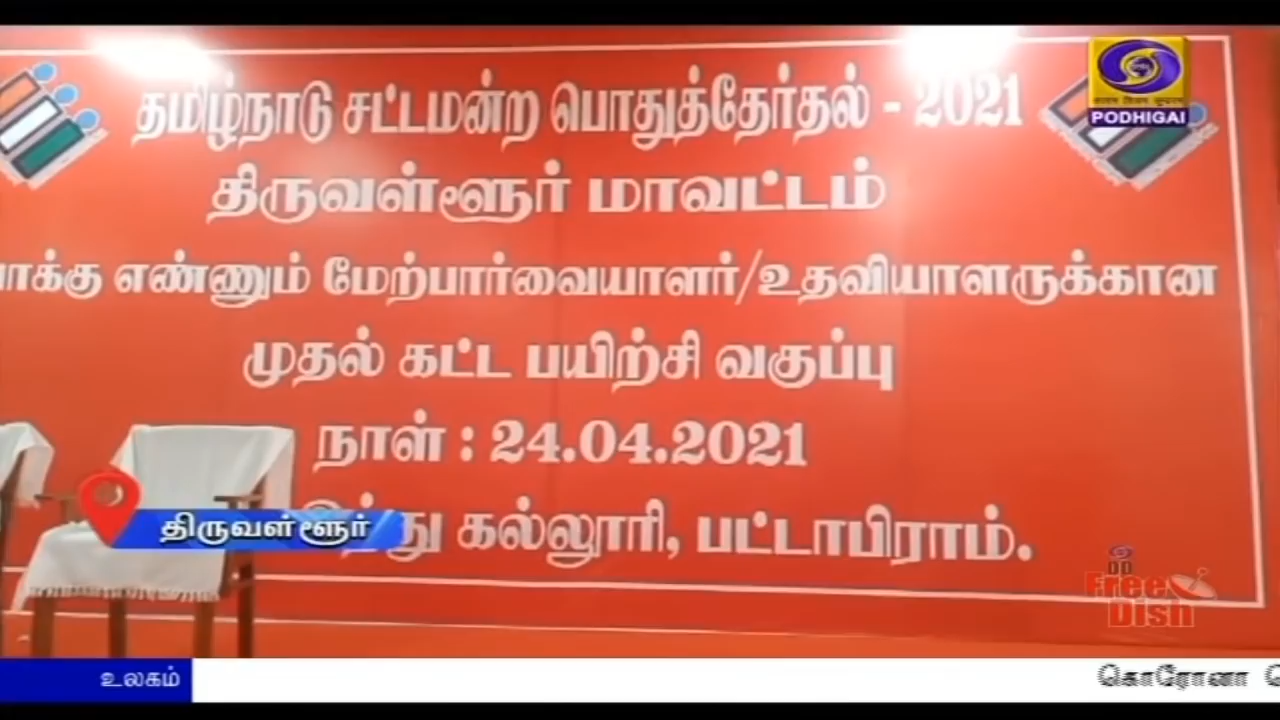 தமிழ்நாடு சட்டமன்ற பொதுத்தேர்தல் - 2021
PODHIGAI
திருவள்ளூர் மாவட்டம்
எண்ணும் மேற்பார்வையாளர்/உதவியாளருக்கான
முதல் கட்ட பயிற்சி வகுப்பு
நாள் : 24.04.2021
கல்லூரி, பட்டாபிராம்.
திருவள்ளூர்
DD
Free Dish
உலகம்
கொரோனா